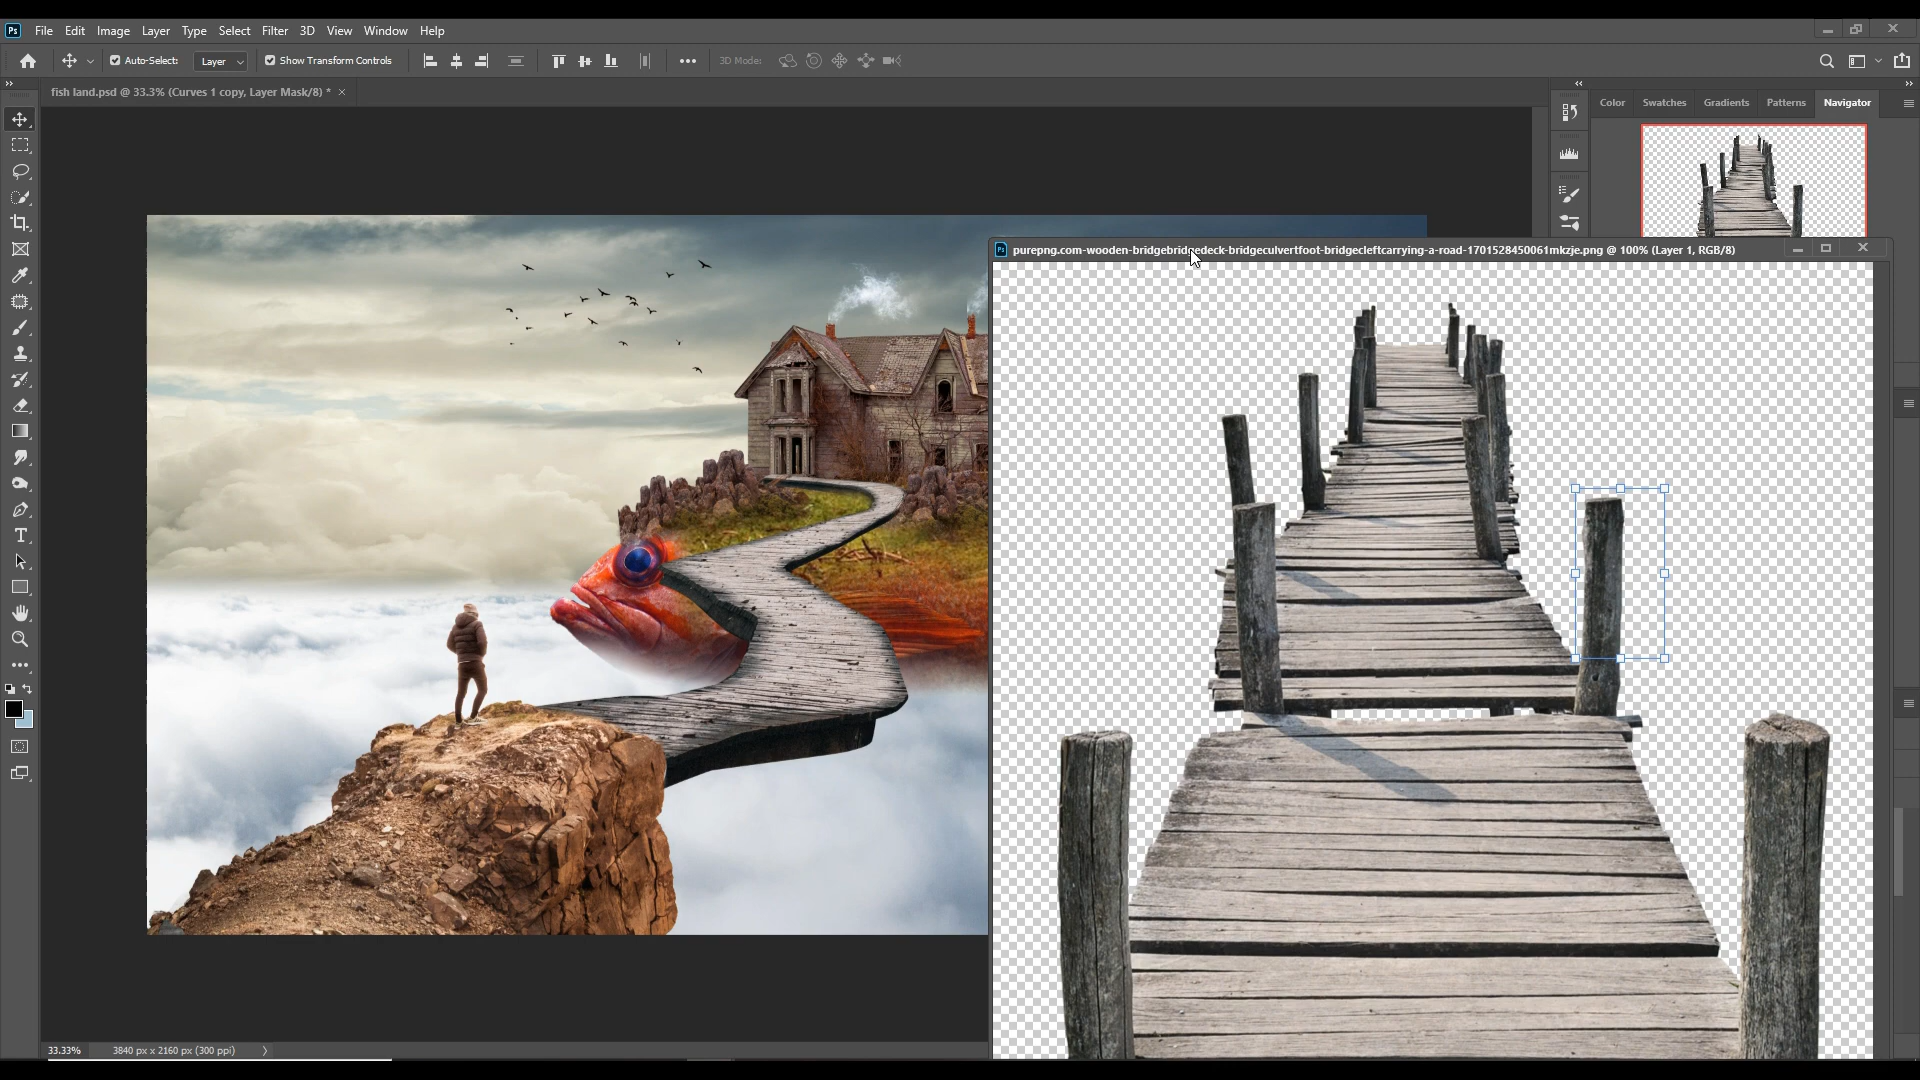 Ps File Edit Image Layer Type Select Filter 3D View Window Help
Auto-Select: Layer Show Transform Controls 3D Mode:
fish land.psd @ 33.3% (Curves 1 copy, Layer Mask/8) *
Color Swatches Gradients Patterns Navigator
purepng.com-wooden-bridgebridgedeck-bridgeculvertfoot-bridgecleftcarrying-a-road-1701528450061mkzje.png @ 100% (Layer 1, RGB/8)
33.33% 3840 px x 2160 px (300 ppi)